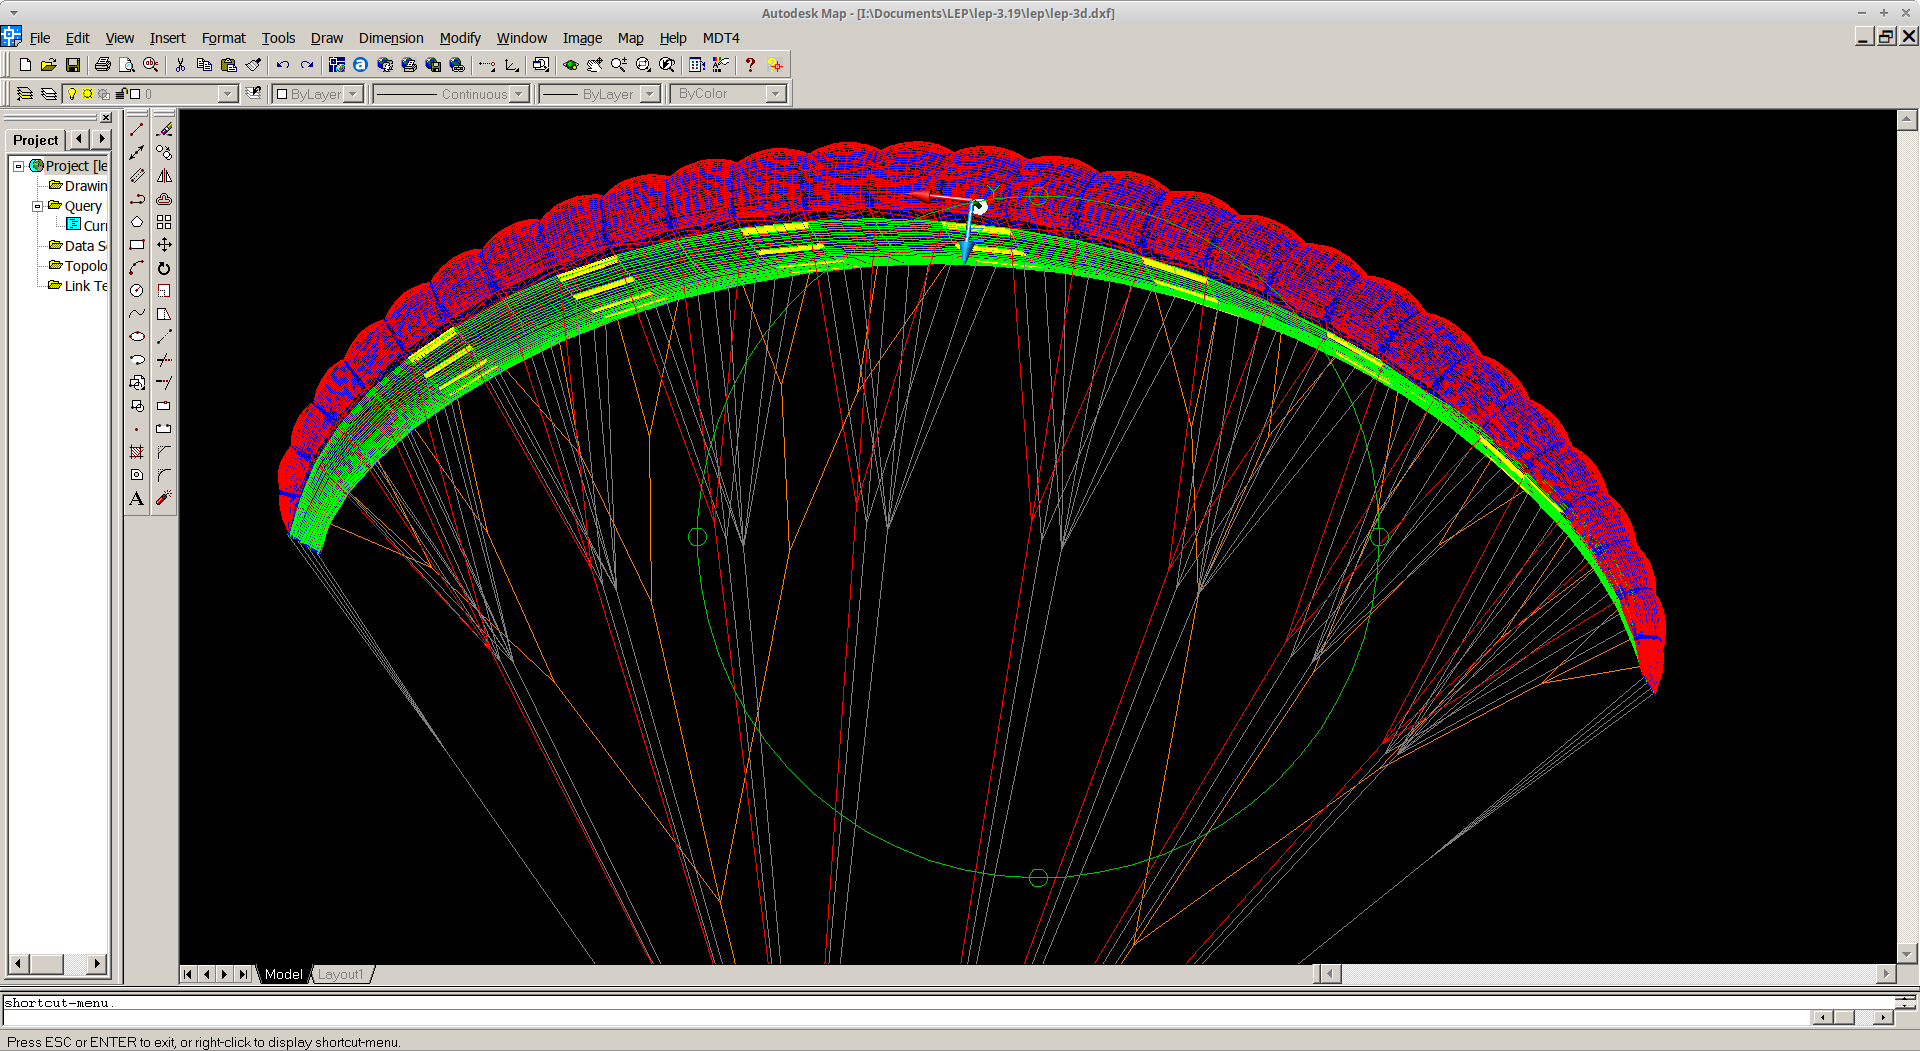 Autodesk Map - [I:\Documents\LEP\lep-3.19\lep\lep-3d.dxf]
File Edit View Insert Format Tools Draw Dimension Modify Window Image Map Help MDT4
0 ByLayer Continuous ByLayer ByColor
Project
Project [le
Drawin
Query
Curr
Data S
Topolo
Link Te
A
Model Layout1
shortcut-menu.
Press ESC or ENTER to exit, or right-click to display shortcut-menu.